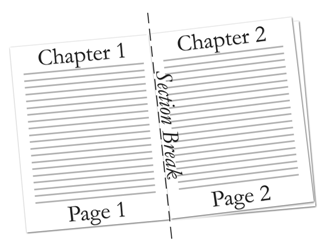 Chapter 1
Page 1
Section Break
Chapter 2
Page 2